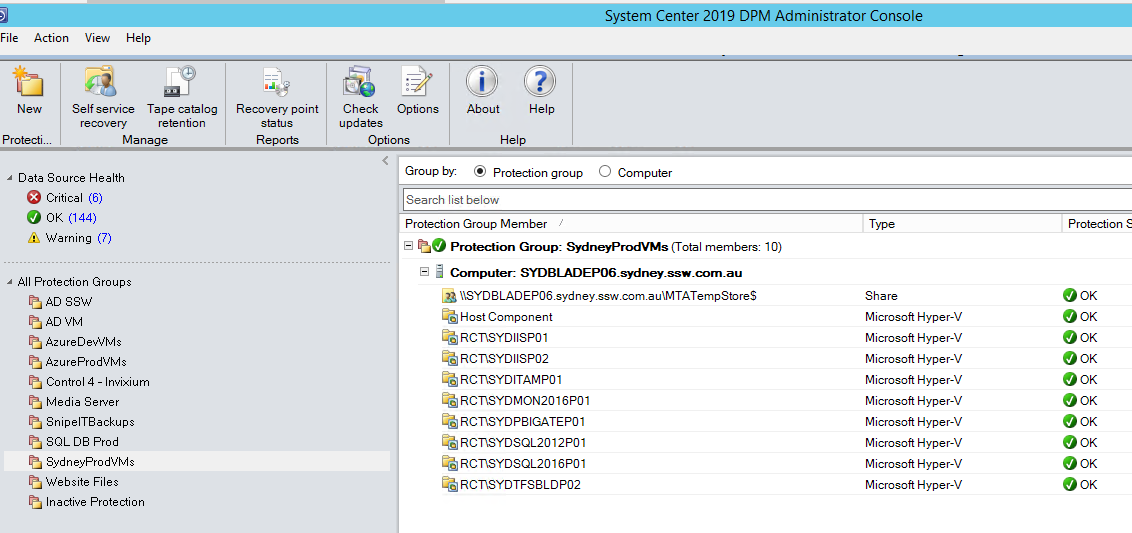 System Center 2019 DPM Administrator Console
File Action View Help
New
Self service recovery
Tape catalog retention
Recovery point status
Check updates
Options
About
Help
Protecti...
Manage
Reports
Options
Help
Data Source Health
Critical (6)
OK (144)
Warning (7)
All Protection Groups
AD SSW
AD VM
AzureDevVMs
AzureProdVMs
Control 4 - Invixium
Media Server
SnipeITBackups
SQL DB Prod
SydneyProdVMs
Website Files
Inactive Protection
Group by: Protection group Computer
Search list below
Protection Group Member / Type Protection S
Protection Group: SydneyProdVMs (Total members: 10)
Computer: SYDBLADEP06.sydney.ssw.com.au
\\SYDBLADEP06.sydney.ssw.com.au\MTATempStore$ Share OK
Host Component Microsoft Hyper-V OK
RCT\SYDIISP01 Microsoft Hyper-V OK
RCT\SYDIISP02 Microsoft Hyper-V OK
RCT\SYDITAMP01 Microsoft Hyper-V OK
RCT\SYDMON2016P01 Microsoft Hyper-V OK
RCT\SYDPBIGATEP01 Microsoft Hyper-V OK
RCT\SYDSQL2012P01 Microsoft Hyper-V OK
RCT\SYDSQL2016P01 Microsoft Hyper-V OK
RCT\SYDTFSBLDP02 Microsoft Hyper-V OK